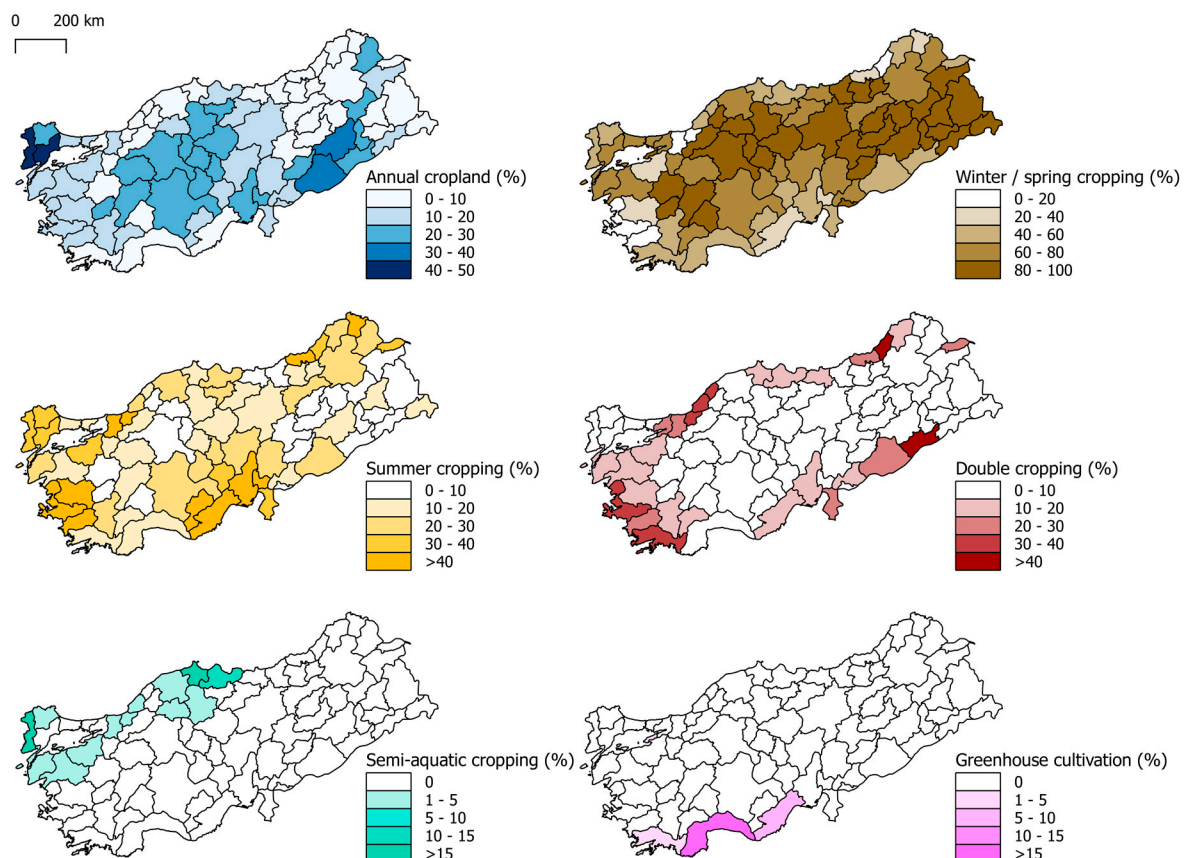 0 200 km
Annual cropland (%)
0 - 10
10 - 20
20 - 30
30 - 40
40 - 50
Winter / spring cropping (%)
0 - 20
20 - 40
40 - 60
60 - 80
80 - 100
Summer cropping (%)
0 - 10
10 - 20
20 - 30
30 - 40
>40
Double cropping (%)
0 - 10
10 - 20
20 - 30
30 - 40
>40
Semi-aquatic cropping (%)
0
1 - 5
5 - 10
10 - 15
>15
Greenhouse cultivation (%)
0
1 - 5
5 - 10
10 - 15
>15